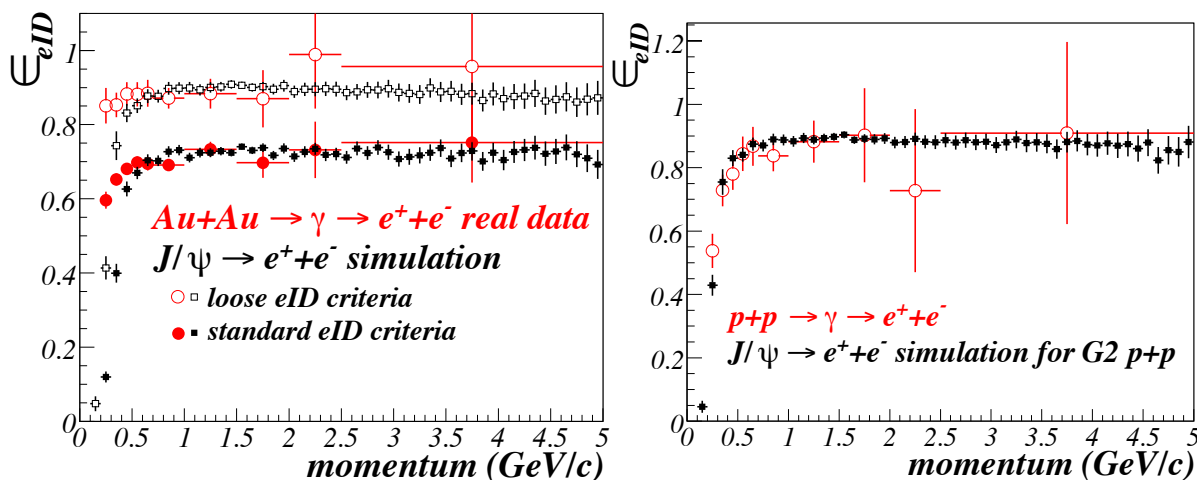 ∈eID
1
0.8
0.6
0.4
0.2
0
Au+Au → γ → e⁺+e⁻ real data
J/ψ → e⁺+e⁻ simulation
loose eID criteria
standard eID criteria
0 0.5 1 1.5 2 2.5 3 3.5 4 4.5 5
momentum (GeV/c)
∈eID
1.2
1
0.8
0.6
0.4
0.2
0
p+p → γ → e⁺+e⁻
J/ψ → e⁺+e⁻ simulation for G2 p+p
0 0.5 1 1.5 2 2.5 3 3.5 4 4.5 5
momentum (GeV/c)